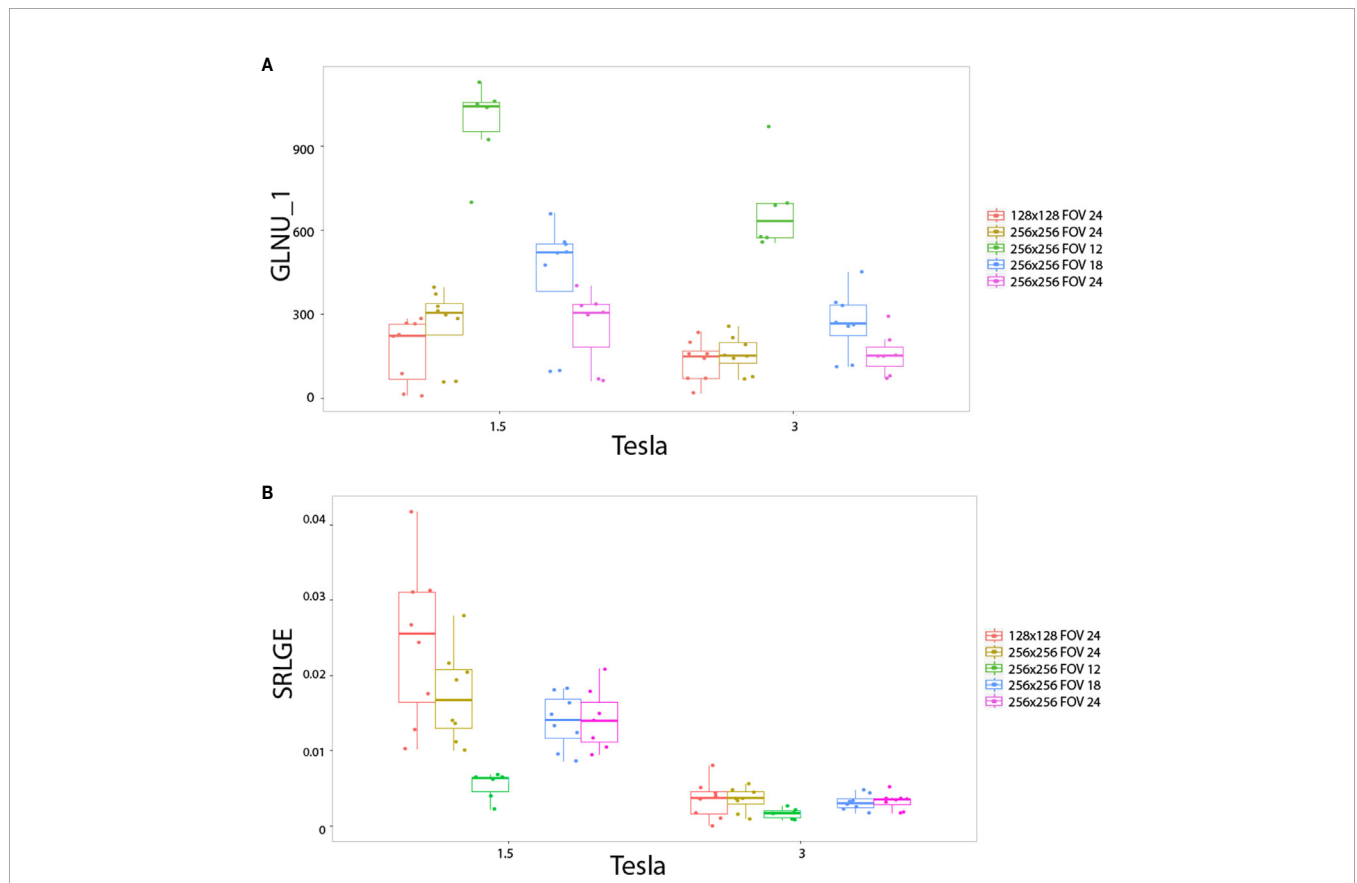 A
GLNU_1
900
600
300
0
1.5
3
Tesla
128x128 FOV 24
256x256 FOV 24
256x256 FOV 12
256x256 FOV 18
256x256 FOV 24
B
SRLGE
0.04
0.03
0.02
0.01
0
1.5
3
Tesla
128x128 FOV 24
256x256 FOV 24
256x256 FOV 12
256x256 FOV 18
256x256 FOV 24